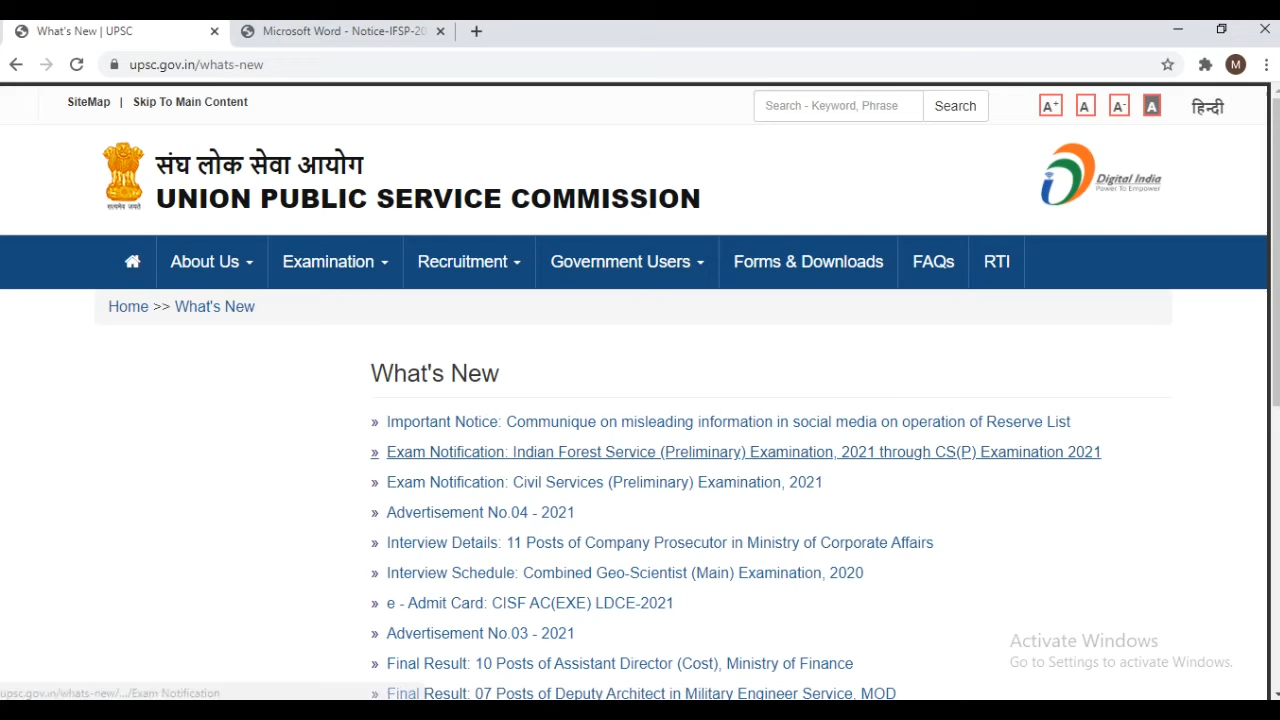 What's New | UPSC
Microsoft Word - Notice-IFSP-20
upsc.gov.in/whats-new
M
SiteMap | Skip To Main Content
Search - Keyword, Phrase
Search
A+ A A- A
हिन्दी
संघ लोक सेवा आयोग
UNION PUBLIC SERVICE COMMISSION
सत्यमेव जयते
Digital India
Power To Empower
About Us Examination Recruitment Government Users Forms & Downloads FAQs RTI
Home >> What's New
What's New
» Important Notice: Communique on misleading information in social media on operation of Reserve List
» Exam Notification: Indian Forest Service (Preliminary) Examination, 2021 through CS(P) Examination 2021
» Exam Notification: Civil Services (Preliminary) Examination, 2021
» Advertisement No.04 - 2021
» Interview Details: 11 Posts of Company Prosecutor in Ministry of Corporate Affairs
» Interview Schedule: Combined Geo-Scientist (Main) Examination, 2020
» e - Admit Card: CISF AC(EXE) LDCE-2021
» Advertisement No.03 - 2021
» Final Result: 10 Posts of Assistant Director (Cost), Ministry of Finance
» Final Result: 07 Posts of Deputy Architect in Military Engineer Service, MOD
Activate Windows
Go to Settings to activate Windows.
upsc.gov.in/whats-new/.../Exam Notification